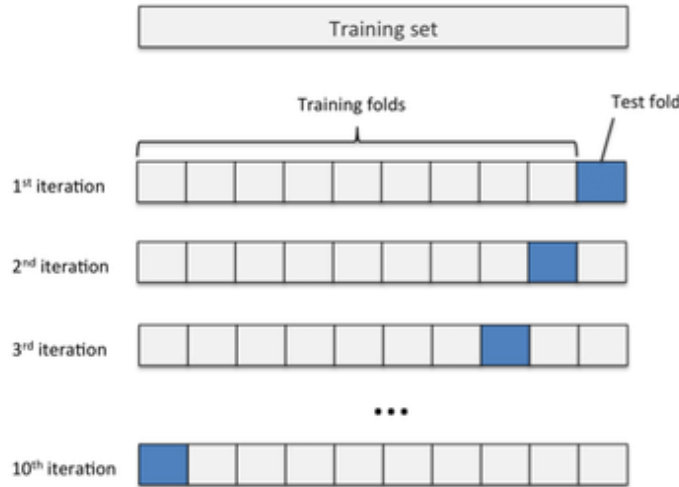 Training set
Training folds
Test fold
1st iteration
2nd iteration
3rd iteration
•••
10th iteration